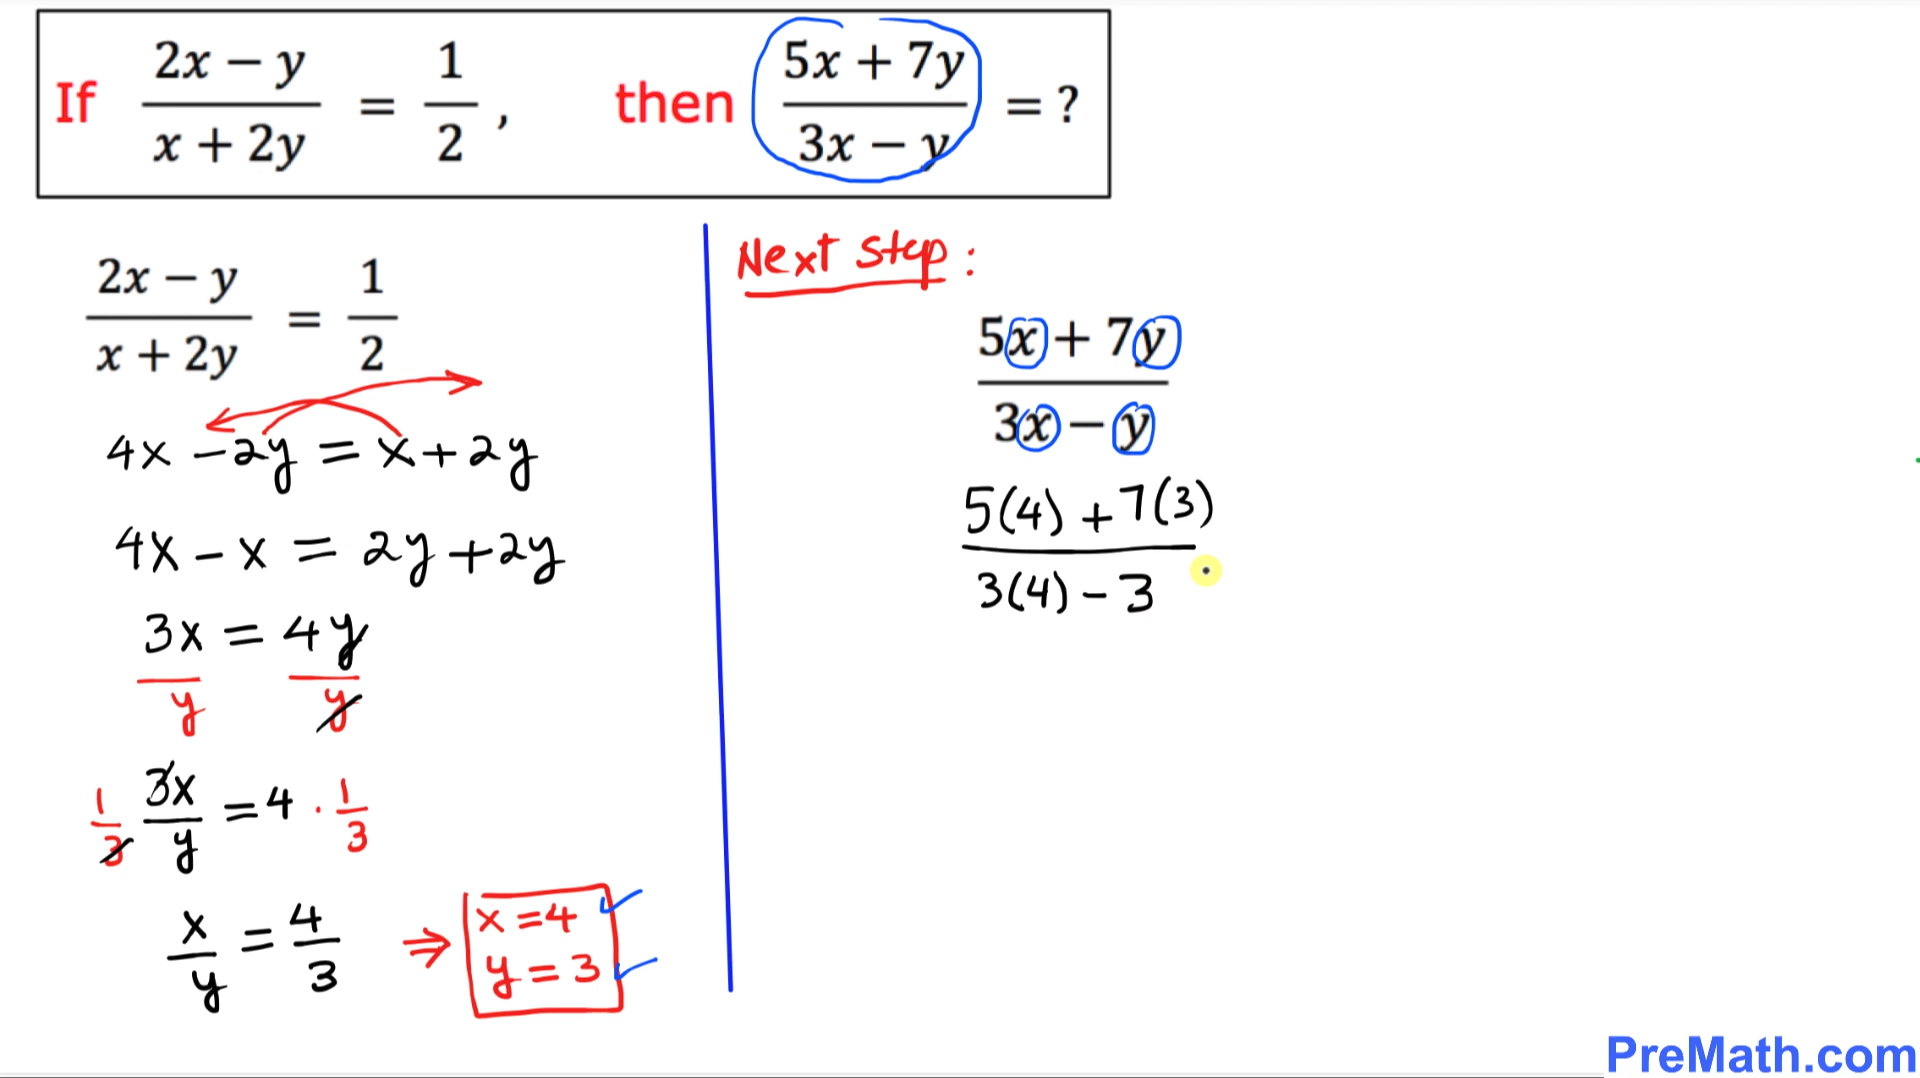 If (2x − y)/(x + 2y) = 1/2, then (5x + 7y)/(3x − y) = ?
(2x − y)/(x + 2y) = 1/2
4x − 2y = x + 2y
4x − x = 2y + 2y
3x/y = 4y/y
1/3 3x/y = 4 · 1/3
x/y = 4/3 ⇒ x = 4
y = 3
Next Step :
(5x + 7y)/(3x − y)
(5(4) + 7(3))/(3(4) − 3)
PreMath.com